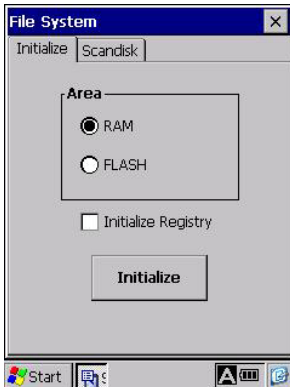 File System
Initialize Scandisk
Area
RAM
FLASH
Initialize Registry
Initialize
Start
A